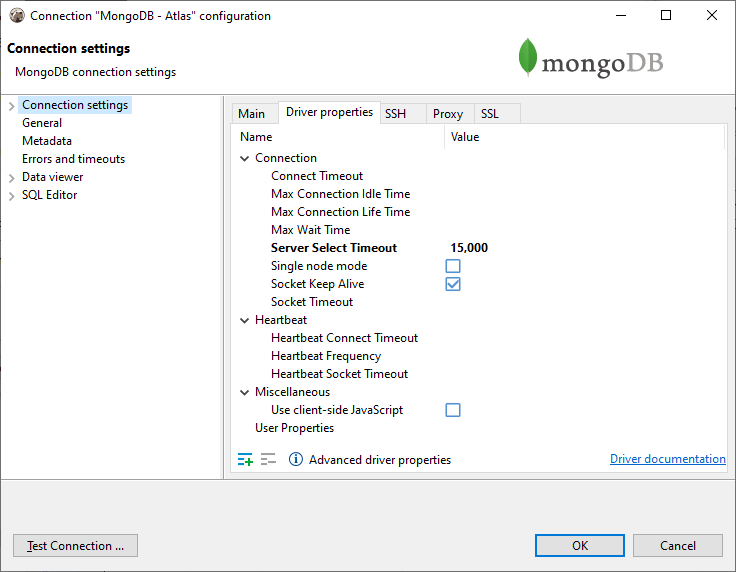 Connection "MongoDB - Atlas" configuration
Connection settings
MongoDB connection settings
mongoDB
Connection settings
General
Metadata
Errors and timeouts
Data viewer
SQL Editor
Main Driver properties SSH Proxy SSL
Name Value
Connection
Connect Timeout
Max Connection Idle Time
Max Connection Life Time
Max Wait Time
Server Select Timeout 15,000
Single node mode
Socket Keep Alive
Socket Timeout
Heartbeat
Heartbeat Connect Timeout
Heartbeat Frequency
Heartbeat Socket Timeout
Miscellaneous
Use client-side JavaScript
User Properties
Advanced driver properties Driver documentation
Test Connection ... OK Cancel